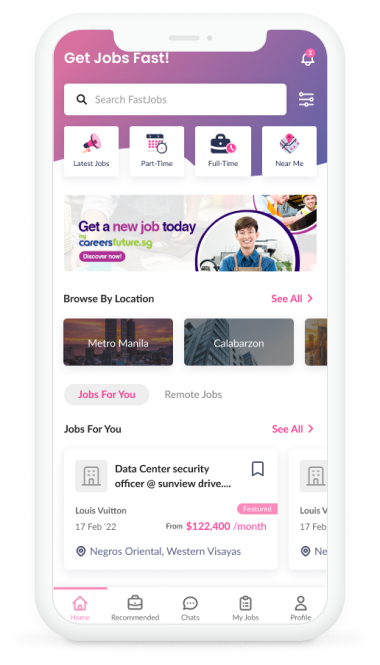 Get Jobs Fast!
2
Search FastJobs
Latest Jobs
Part-Time
Full-Time
Near Me
Get a new job today
my
careersfuture.sg
Discover now!
Browse By Location
See All
Metro Manila
Calabarzon
Jobs For You
Remote Jobs
Jobs For You
See All
Data Center security
officer @ sunview drive....
Featured
Louis Vuitton
Louis V
17 Feb '22
From $122,400 /month
17 Feb
Negros Oriental, Western Visayas
Ne
Home
Recommended
Chats
My Jobs
Profile